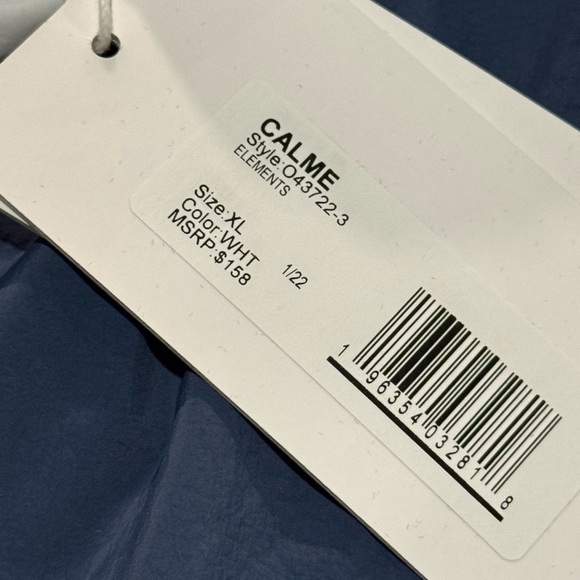 CALME
Style:O43722-3
ELEMENTS
Size:XL
Color:WHT
MSRP:$158
1/22
1 96354 03281 8